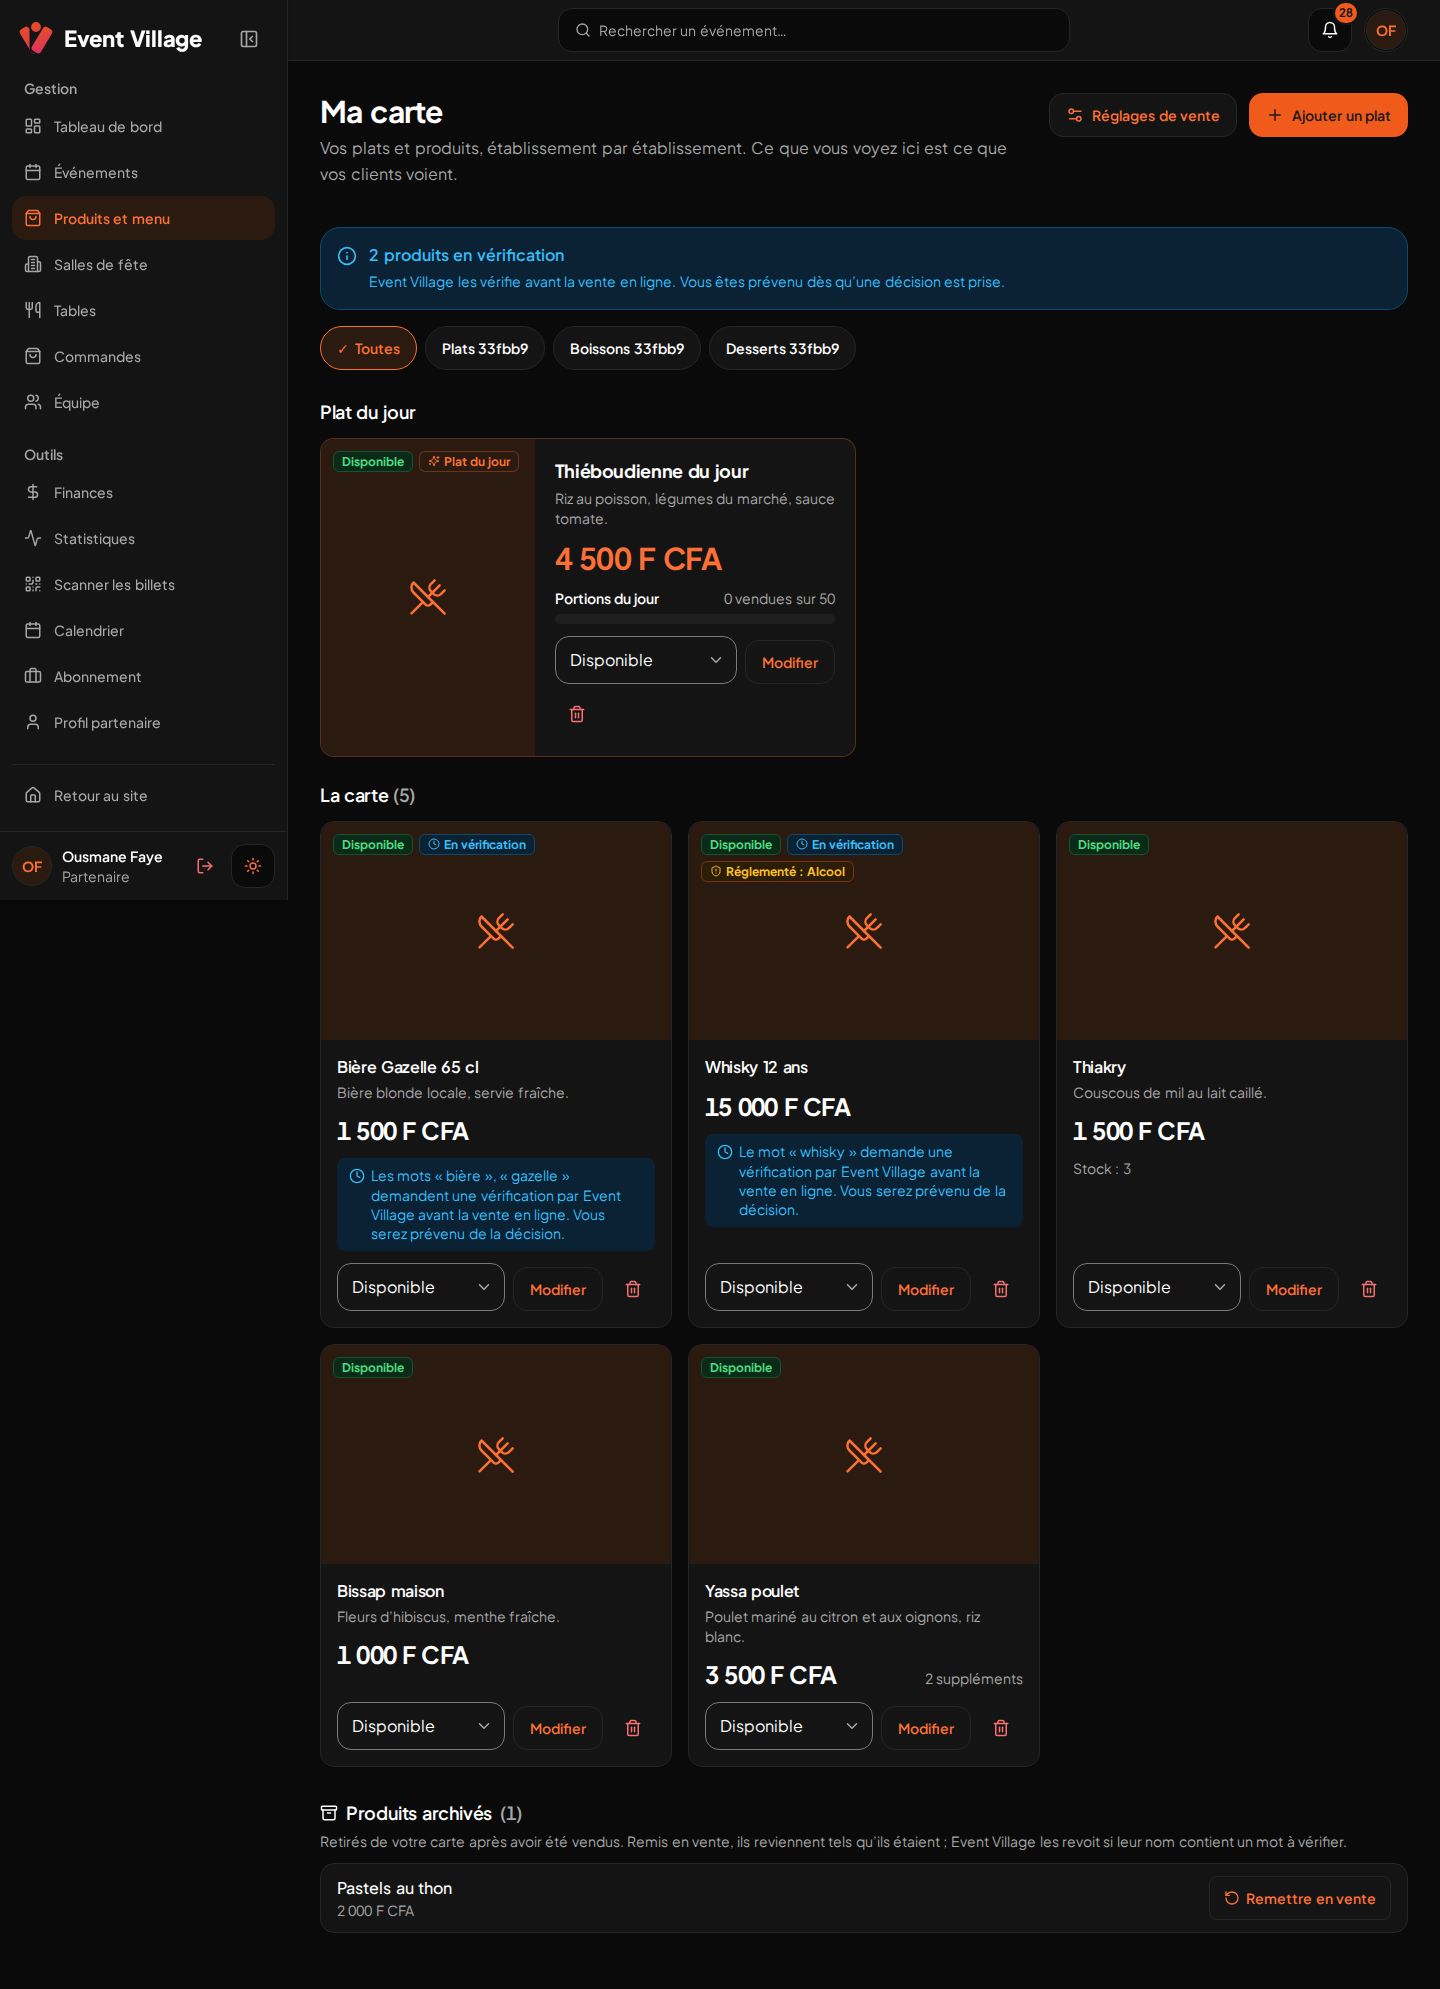 Event Village
Rechercher un événement...
28
OF
Gestion
Tableau de bord
Événements
Produits et menu
Salles de fête
Tables
Commandes
Équipe
Outils
Finances
Statistiques
Scanner les billets
Calendrier
Abonnement
Profil partenaire
Retour au site
OF
Ousmane Faye
Partenaire
Ma carte
Vos plats et produits, établissement par établissement. Ce que vous voyez ici est ce que
vos clients voient.
Réglages de vente
Ajouter un plat
2 produits en vérification
Event Village les vérifie avant la vente en ligne. Vous êtes prévenu dès qu'une décision est prise.
✓ Toutes
Plats 33fbb9
Boissons 33fbb9
Desserts 33fbb9
Plat du jour
Disponible
Plat du jour
Thiéboudienne du jour
Riz au poisson, légumes du marché, sauce
tomate.
4 500 F CFA
Portions du jour
0 vendues sur 50
Disponible
Modifier
La carte (5)
Disponible
En vérification
Bière Gazelle 65 cl
Bière blonde locale, servie fraîche.
1 500 F CFA
Les mots « bière », « gazelle »
demandent une vérification par Event
Village avant la vente en ligne. Vous
serez prévenu de la décision.
Disponible
Modifier
Disponible
En vérification
Réglementé : Alcool
Whisky 12 ans
15 000 F CFA
Le mot « whisky » demande une
vérification par Event Village avant la
vente en ligne. Vous serez prévenu de la
décision.
Disponible
Modifier
Disponible
Thiakry
Couscous de mil au lait caillé.
1 500 F CFA
Stock : 3
Disponible
Modifier
Disponible
Bissap maison
Fleurs d'hibiscus, menthe fraîche.
1 000 F CFA
Disponible
Modifier
Disponible
Yassa poulet
Poulet mariné au citron et aux oignons, riz
blanc.
3 500 F CFA
2 suppléments
Disponible
Modifier
Produits archivés (1)
Retirés de votre carte après avoir été vendus. Remis en vente, ils reviennent tels qu'ils étaient ; Event Village les revoit si leur nom contient un mot à vérifier.
Pastels au thon
2 000 F CFA
Remettre en vente